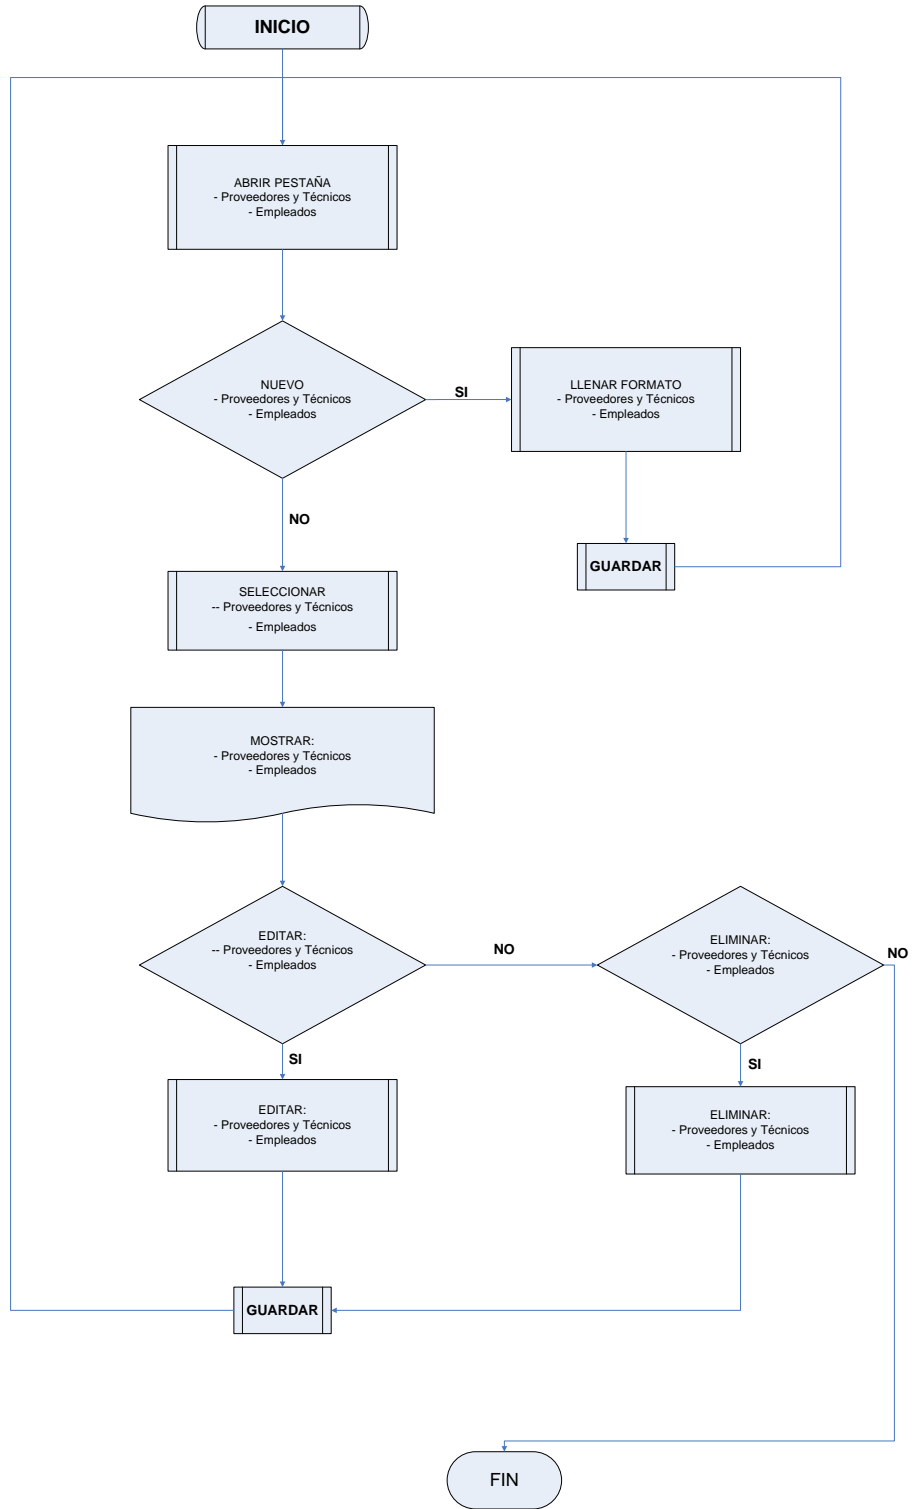 INICIO
ABRIR PESTAÑA
- Proveedores y Técnicos
- Empleados
NUEVO
- Proveedores y Técnicos
- Empleados
SI
LLENAR FORMATO
- Proveedores y Técnicos
- Empleados
NO
GUARDAR
SELECCIONAR
-- Proveedores y Técnicos
- Empleados
MOSTRAR:
- Proveedores y Técnicos
- Empleados
EDITAR:
-- Proveedores y Técnicos
- Empleados
NO
ELIMINAR:
- Proveedores y Técnicos
- Empleados
NO
SI
EDITAR:
- Proveedores y Técnicos
- Empleados
SI
ELIMINAR:
- Proveedores y Técnicos
- Empleados
GUARDAR
FIN